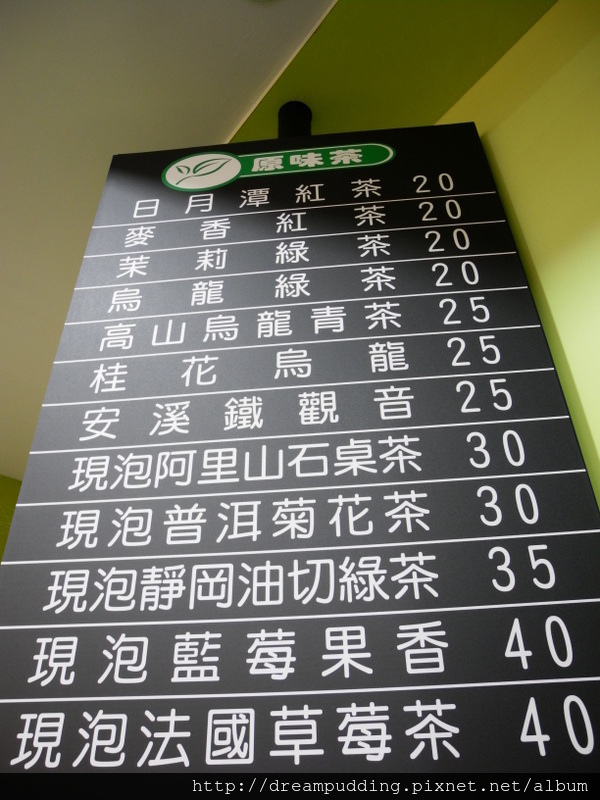 原味茶
日月潭紅茶 20
麥香紅茶 20
茉莉綠茶 20
烏龍綠茶 20
高山烏龍青茶 25
桂花烏龍 25
安溪鐵觀音 25
現泡阿里山石桌茶 30
現泡普洱菊花茶 30
現泡靜岡油切綠茶 35
現泡藍莓果香 40
現泡法國草莓茶 40
http://dreampudding.pixnet.net/album